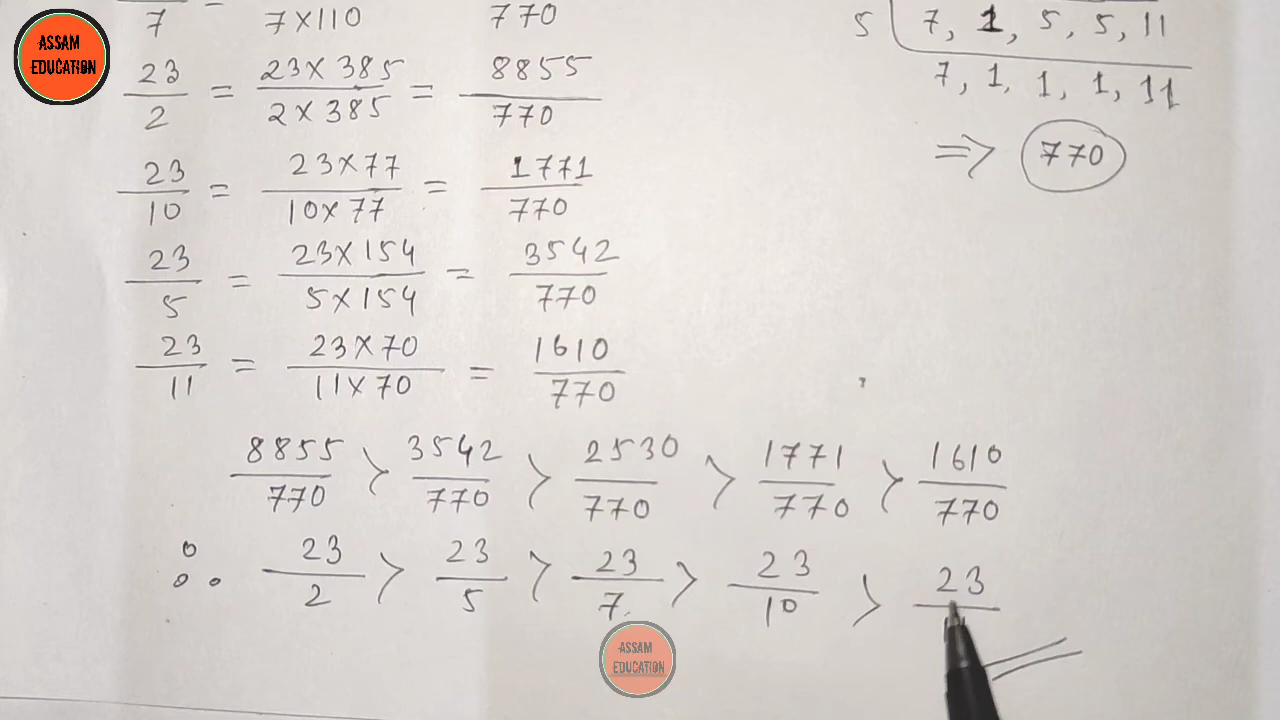 ASSAM
EDUCATION
7 = 7×110 770
23/2 = 23×385/2×385 = 8855/770
23/10 = 23×77/10×77 = 1771/770
23/5 = 23×154/5×154 = 3542/770
23/11 = 23×70/11×70 = 1610/770
8855/770 > 3542/770 > 2530/770 > 1771/770 > 1610/770
∴ 23/2 > 23/5 > 23/7 > 23/10 > 23
5 7, 1, 5, 5, 11
7, 1, 1, 1, 11
⇒ 770
ASSAM
EDUCATION